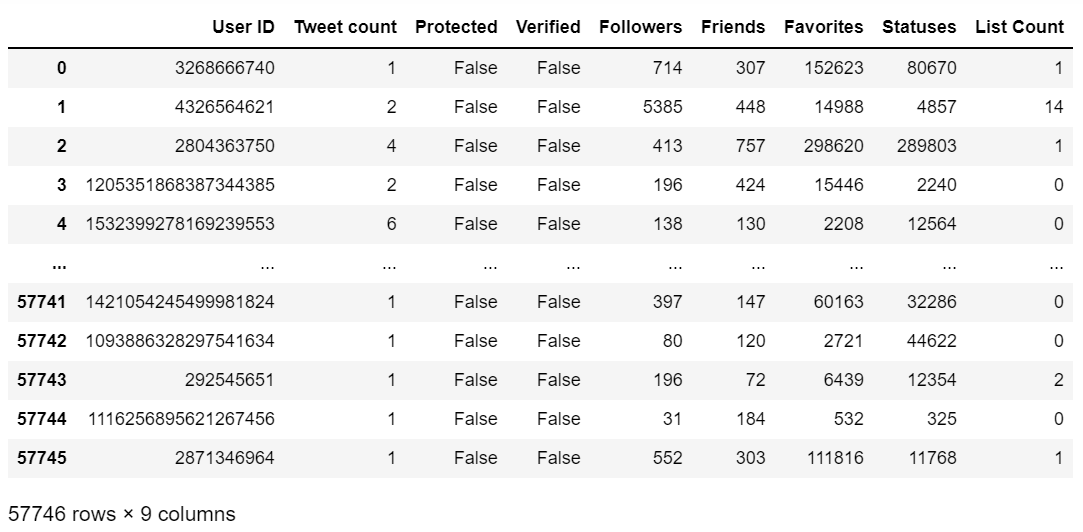 User ID Tweet count Protected Verified Followers Friends Favorites Statuses List Count
0 3268666740 1 False False 714 307 152623 80670 1
1 4326564621 2 False False 5385 448 14988 4857 14
2 2804363750 4 False False 413 757 298620 289803 1
3 1205351868387344385 2 False False 196 424 15446 2240 0
4 1532399278169239553 6 False False 138 130 2208 12564 0
... ... ... ... ... ... ... ... ... ...
57741 1421054245499981824 1 False False 397 147 60163 32286 0
57742 1093886328297541634 1 False False 80 120 2721 44622 0
57743 292545651 1 False False 196 72 6439 12354 2
57744 1116256895621267456 1 False False 31 184 532 325 0
57745 2871346964 1 False False 552 303 111816 11768 1
57746 rows × 9 columns